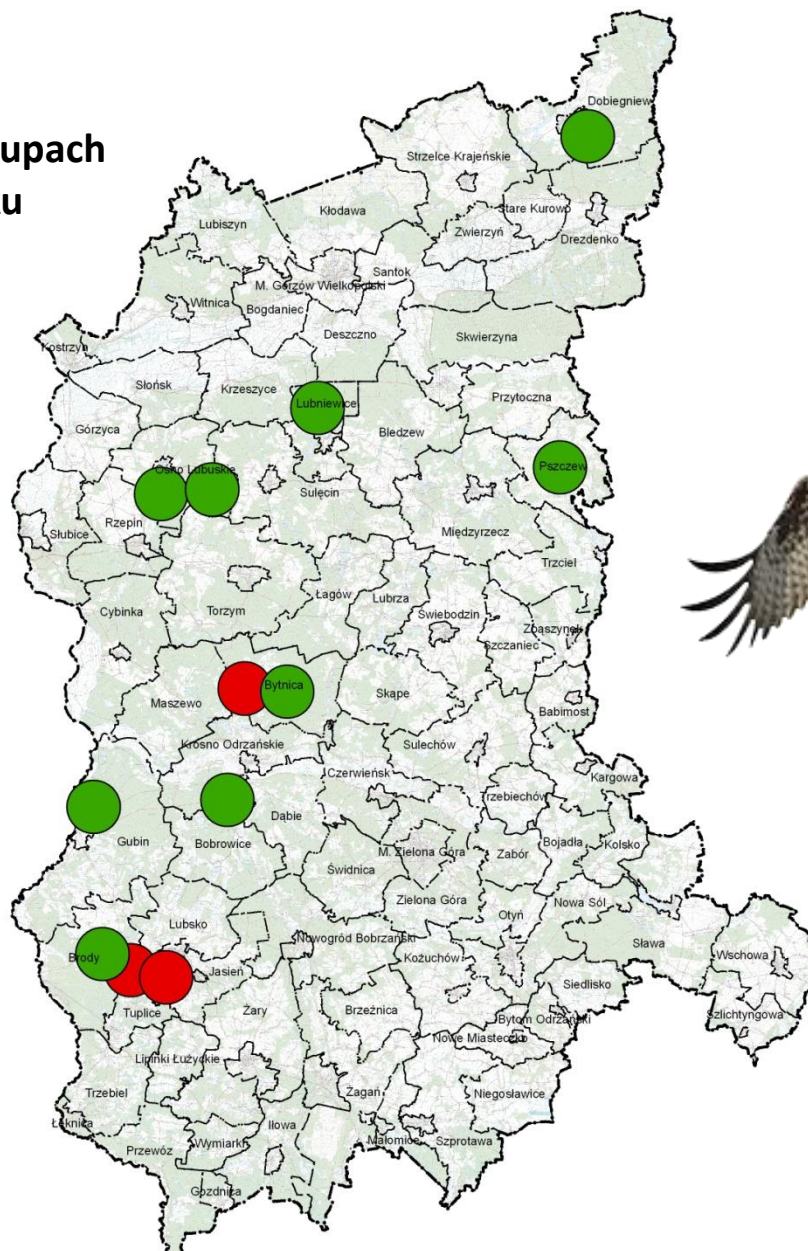 upach
u
Dobiegniew
Strzelce Krajeńskie
Kłodawa
Stare Kurowo
Lubiszyn
Zwierzyń
Drezdenko
Santok
M. Gorzów Wielkopolski
Witnica
Bogdaniec
Deszczno
Skwierzyna
Kostrzyn
Słońsk
Krzeszyce
Przytoczna
Lubniewice
Górzyca
Bledzew
Ośno Lubuskie
Pszczew
Sulęcin
Rzepin
Słubice
Międzyrzecz
Trzciel
Łagów
Lubrza
Cybinka
Torzym
Świebodzin
Zbąszynek
Szczaniec
Bytnica
Maszewo
Skąpe
Babimost
Krosno Odrzańskie
Sulechów
Czerwieńsk
Kargowa
Trzebiechów
Dąbie
Gubin
Bobrowice
Bojadła
Kolsko
M. Zielona Góra
Zabór
Świdnica
Zielona Góra
Nowa Sól
Lubsko
Otyń
Nowogród Bobrzański
Sława
Brody
Kożuchów
Wschowa
Jasień
Siedlisko
Tuplice
Żary
Brzeźnica
Bytom Odrzański
Szlichtyngowa
Nowe Miasteczko
Lipinki Łużyckie
Trzebiel
Żagań
Niegosławice
Łęknica
Iłowa
Małomice
Szprotawa
Przewóz
Wymiarki
Gozdnica